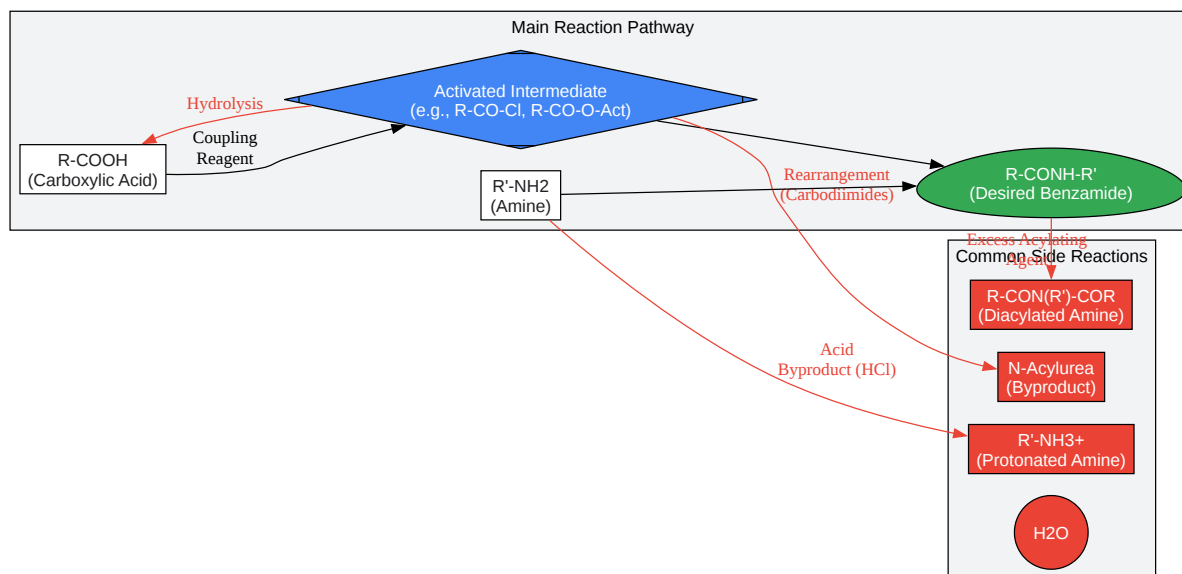 Main Reaction Pathway
Activated Intermediate
(e.g., R-CO-Cl, R-CO-O-Act)
Hydrolysis
Coupling
Reagent
R-COOH
(Carboxylic Acid)
R'-NH2
(Amine)
Rearrangement
(Carbodiimides)
R-CONH-R'
(Desired Benzamide)
Excess Acylating
Agent
Common Side Reactions
R-CON(R')-COR
(Diacylated Amine)
N-Acylurea
(Byproduct)
Acid
Byproduct (HCl)
R'-NH3+
(Protonated Amine)
H2O